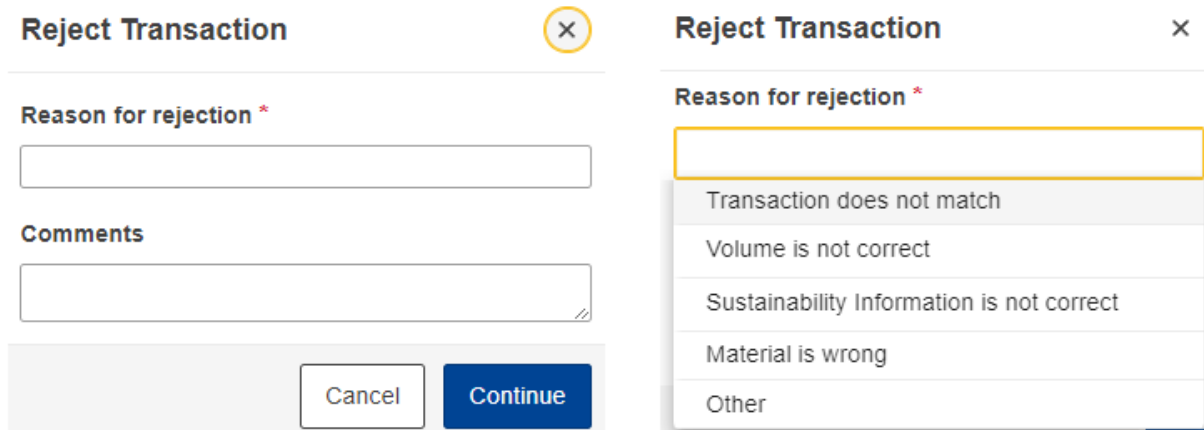 Reject Transaction
Reason for rejection *
Comments
Cancel
Continue
Reject Transaction
Reason for rejection *
Transaction does not match
Volume is not correct
Sustainability Information is not correct
Material is wrong
Other